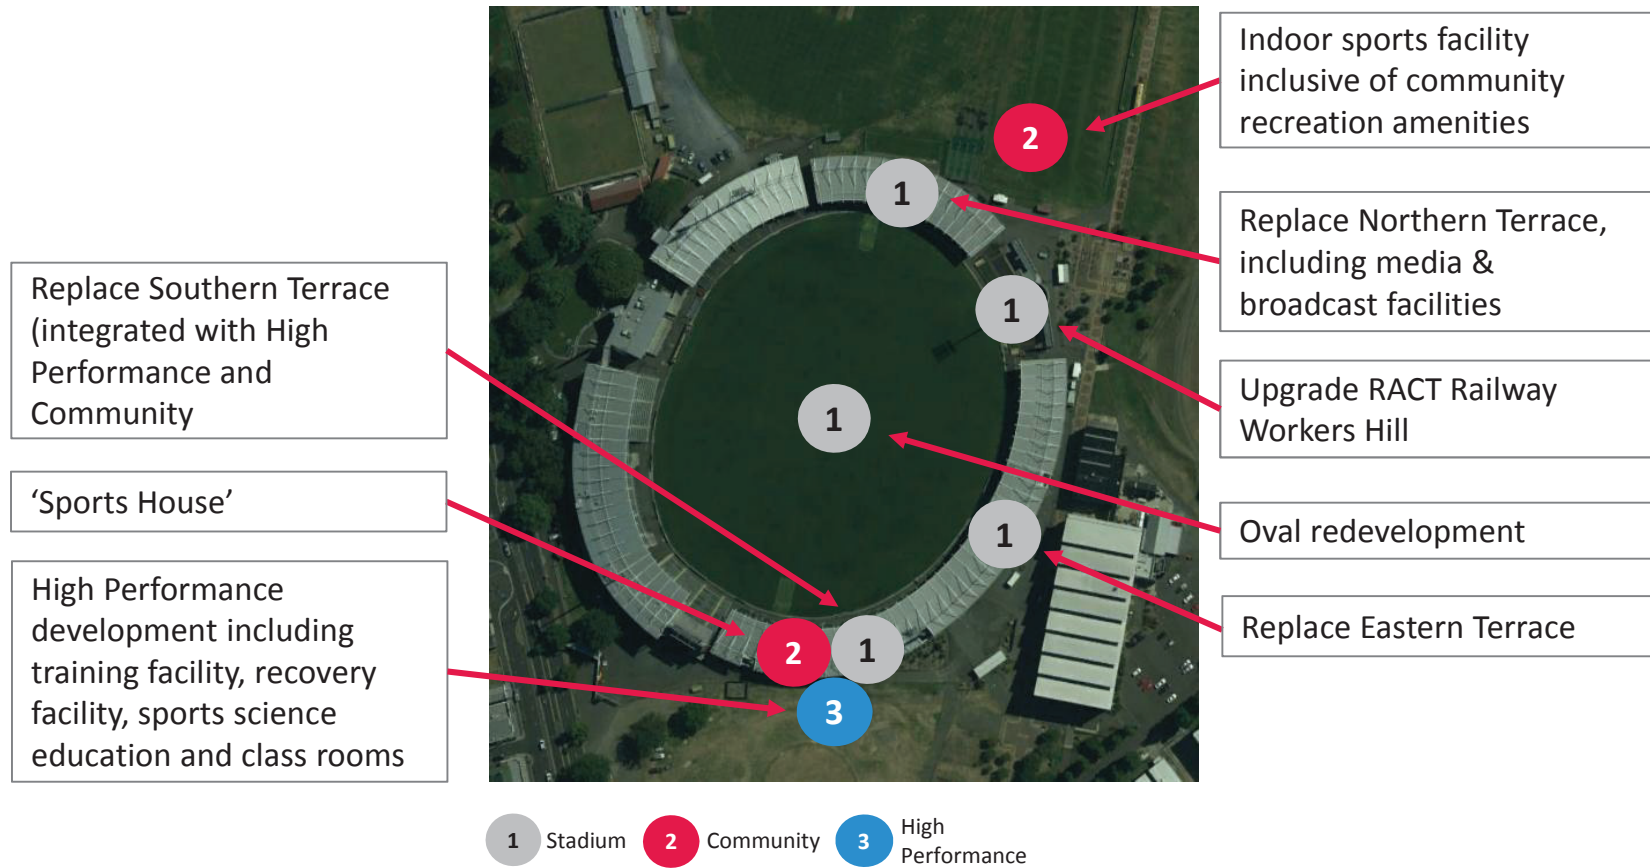 Indoor sports facility
inclusive of community
recreation amenities
2
1
Replace Northern Terrace,
including media &
broadcast facilities
Replace Southern Terrace
(integrated with High
Performance and
Community
1
Upgrade RACT Railway
Workers Hill
1
‘Sports House’
Oval redevelopment
1
High Performance
development including
training facility, recovery
facility, sports science
education and class rooms
Replace Eastern Terrace
2
1
3
1 Stadium
2 Community
3 High
Performance